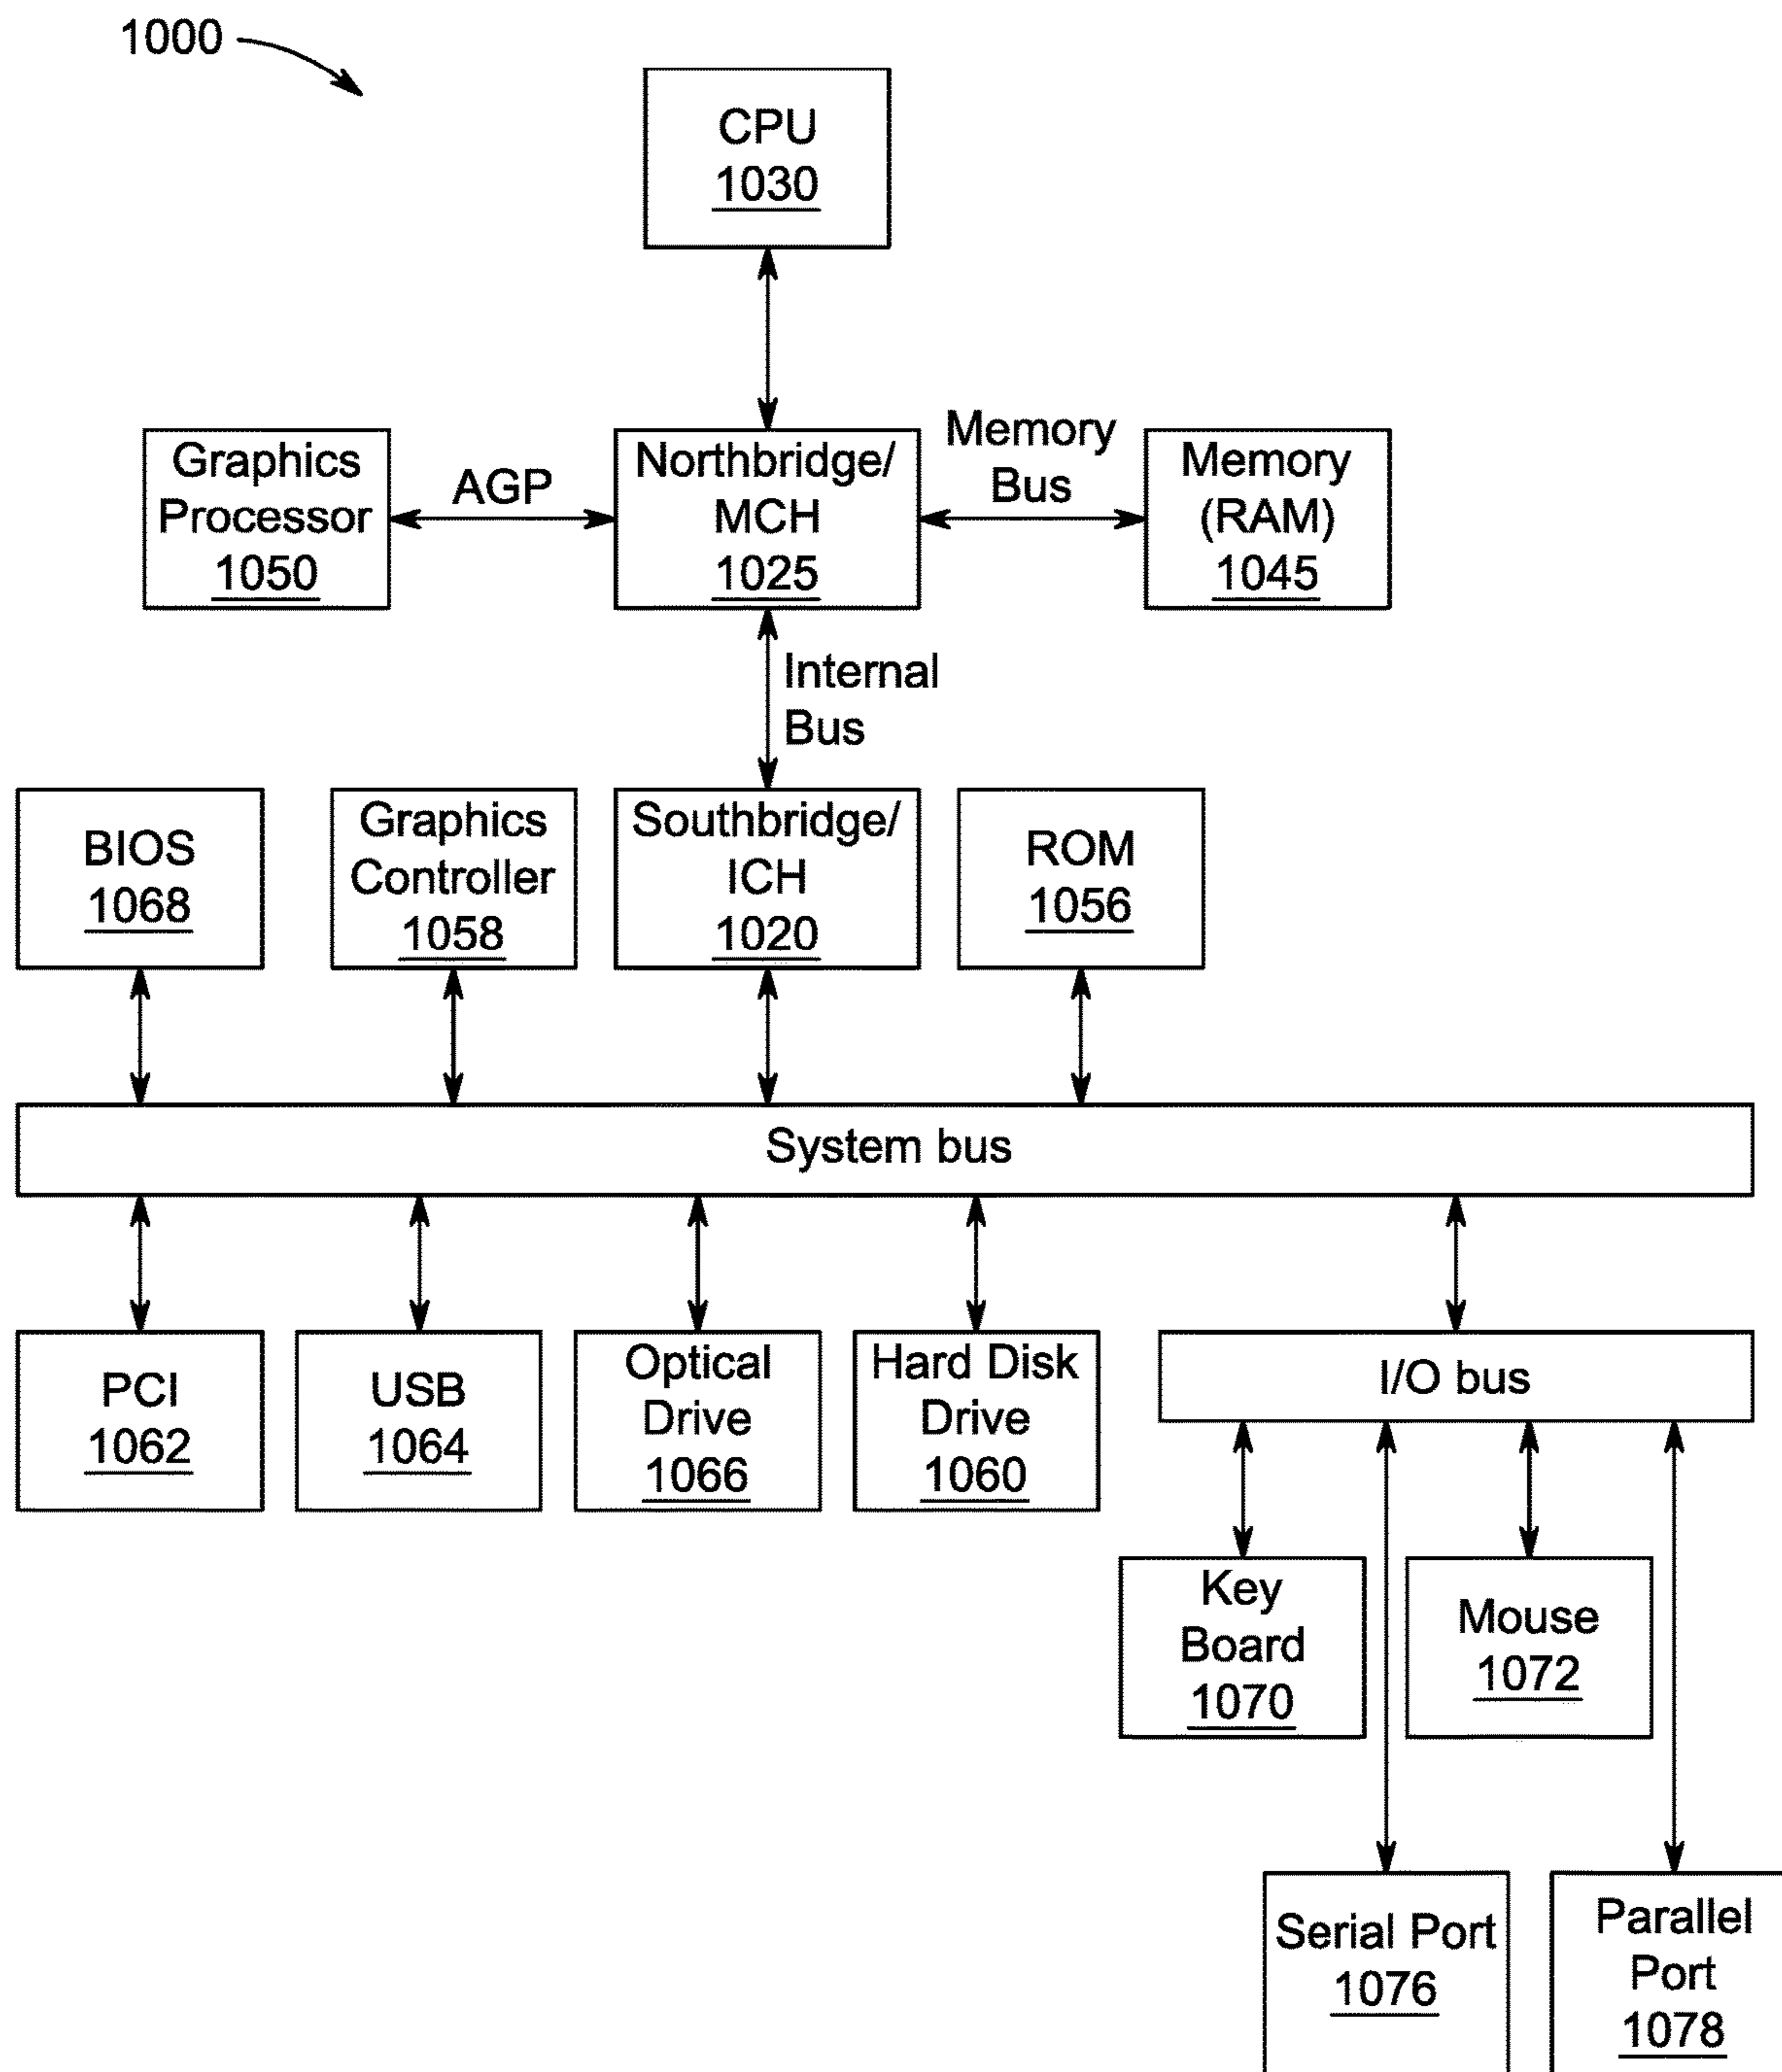 1000
CPU
1030
Graphics
Processor
1050
AGP
Northbridge/
MCH
1025
Memory
Bus
Memory
(RAM)
1045
Internal
Bus
BIOS
1068
Graphics
Controller
1058
Southbridge/
ICH
1020
ROM
1056
System bus
PCI
1062
USB
1064
Optical
Drive
1066
Hard Disk
Drive
1060
I/O bus
Key
Board
1070
Mouse
1072
Serial Port
1076
Parallel
Port
1078